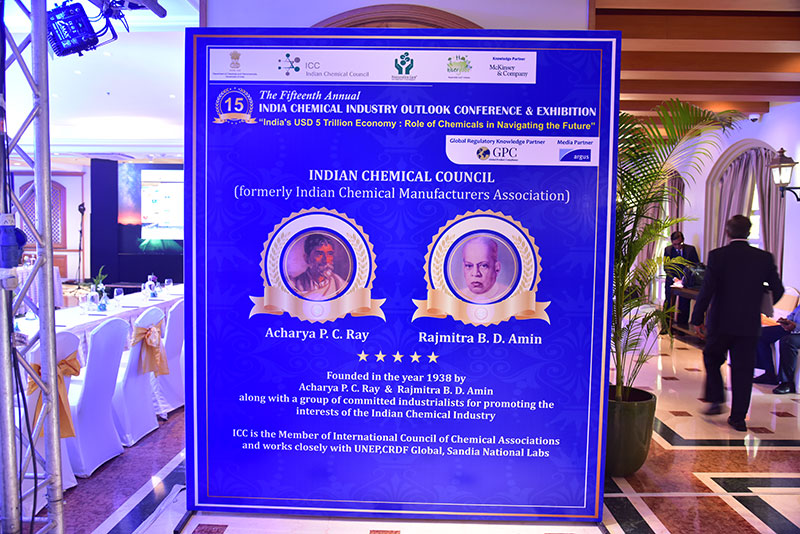 ICC
Indian Chemical Council
Knowledge Partner
McKinsey
& Company
15
The Fifteenth Annual
INDIA CHEMICAL INDUSTRY OUTLOOK CONFERENCE & EXHIBITION
"India's USD 5 Trillion Economy : Role of Chemicals in Navigating the Future"
Global Regulatory Knowledge Partner
GPC
Media Partner
argus
INDIAN CHEMICAL COUNCIL
(formerly Indian Chemical Manufacturers Association)
Acharya P. C. Ray
Rajmitra B. D. Amin
Founded in the year 1938 by
Acharya P. C. Ray & Rajmitra B. D. Amin
along with a group of committed industrialists for promoting the
interests of the Indian Chemical Industry
ICC is the Member of International Council of Chemical Associations
and works closely with UNEP,CRDF Global, Sandia National Labs